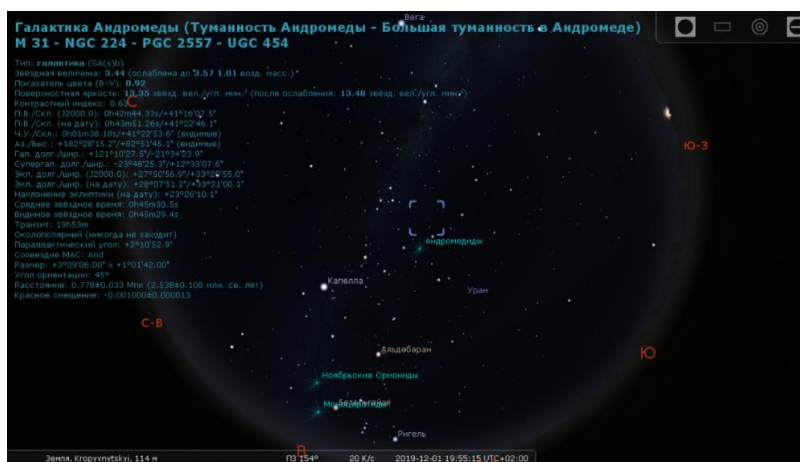 Галактика Андромеды (Туманность Андромеды - Большая туманность в Андромеде)
M 31 - NGC 224 - PGC 2557 - UGC 454
Тип: галактика (SA(s)b)
Звёздная величина: 3.44 (ослаблена до 3.57 1.01 возд. масс.)
Показатель цвета (B-V): 0.92
Поверхностная яркость: 13.35 звёзд. вел./угл. мин.² (после ослабления: 13.48 звёзд. вел./угл. мин.²)
Контрастный индекс: 0.63
П.В./Скл. (J2000.0): 0h42m44.33s/+41°16'07.5"
П.В./Скл. (на дату): 0h43m51.26s/+41°22'46.1"
Ч.У./Скл.: 0h01m38.18s/+41°22'53.6" (видимые)
Аз./Выс.: +182°28'15.2"/+82°51'45.1" (видимые)
Гал. долг./шир.: +121°10'27.5"/-21°34'23.9"
Супергал. долг./шир.: -23°48'25.3"/+12°33'07.6"
Экл. долг./шир. (J2000.0): +27°50'56.9"/+33°20'55.0"
Экл. долг./шир. (на дату): +28°07'51.2"/+33°21'00.1"
Наклонение эклиптики (на дату): +23°26'10.1"
Среднее звёздное время: 0h45m30.5s
Видимое звёздное время: 0h45m29.4s
Транзит: 19h53m
Околополярный (никогда не заходит)
Параллактический угол: +2°10'52.9"
Созвездие МАС: And
Размер: +3°09'06.00" x +1°01'42.00"
Угол ориентации: 45°
Расстояние: 0.778±0.033 Мпк (2.538±0.108 млн. св. лет)
Красное смещение: -0.001000±0.000013
Вега
С
Ю-З
Андромедиды
Капелла
Уран
С-В
Альдебаран
Ю
Ноябрьские Ориониды
Моноцеротиды
Бетельгейзе
Ригель
В
Земля, Kropyvnytskyi, 114 м
ПЗ 154°
20 К/с
2019-12-01 19:55:15 UTC+02:00